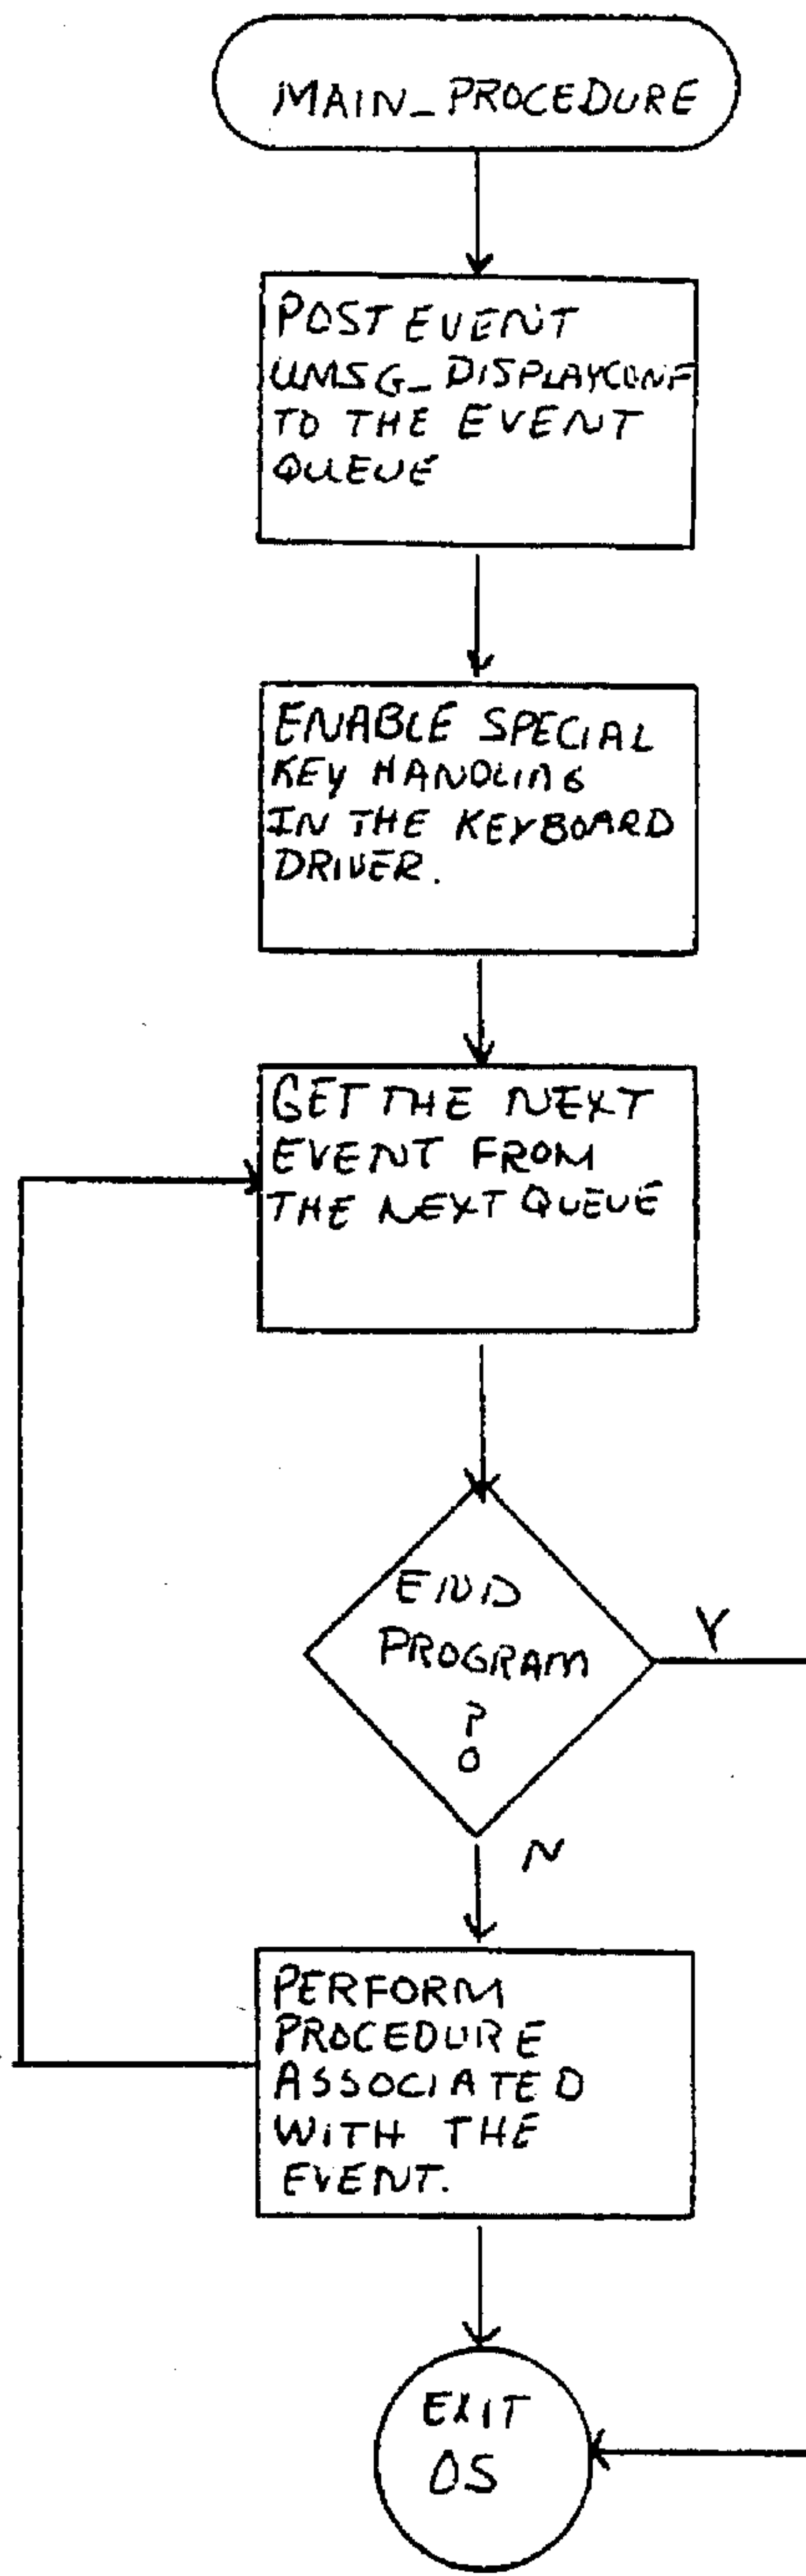 MAIN_PROCEDURE
POST EVENT
UMSG_DISPLAYCONF
TO THE EVENT
QUEUE
ENABLE SPECIAL
KEY HANDLING
IN THE KEYBOARD
DRIVER.
GET THE NEXT
EVENT FROM
THE NEXT QUEUE
END
PROGRAM
?
Y
N
PERFORM
PROCEDURE
ASSOCIATED
WITH THE
EVENT.
EXIT
OS